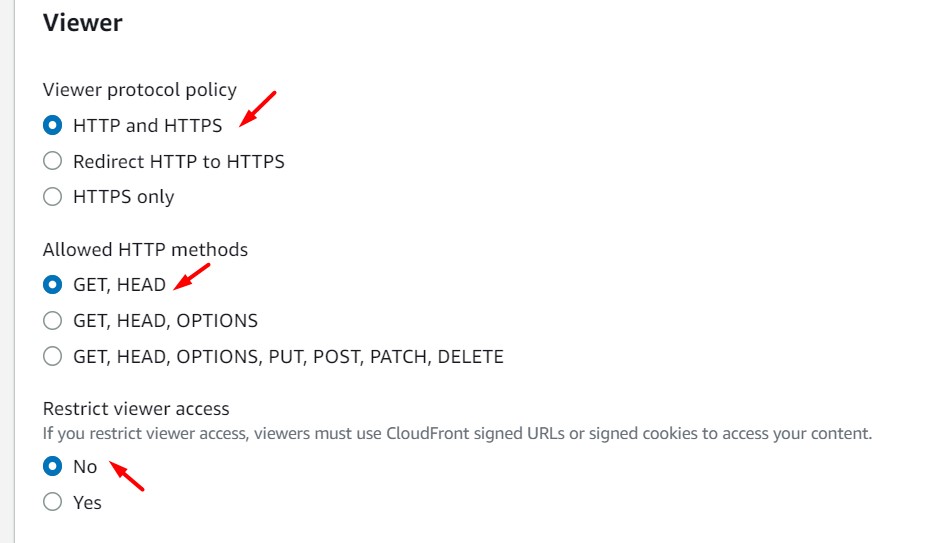 Viewer
Viewer protocol policy
HTTP and HTTPS
Redirect HTTP to HTTPS
HTTPS only
Allowed HTTP methods
GET, HEAD
GET, HEAD, OPTIONS
GET, HEAD, OPTIONS, PUT, POST, PATCH, DELETE
Restrict viewer access
If you restrict viewer access, viewers must use CloudFront signed URLs or signed cookies to access your content.
No
Yes